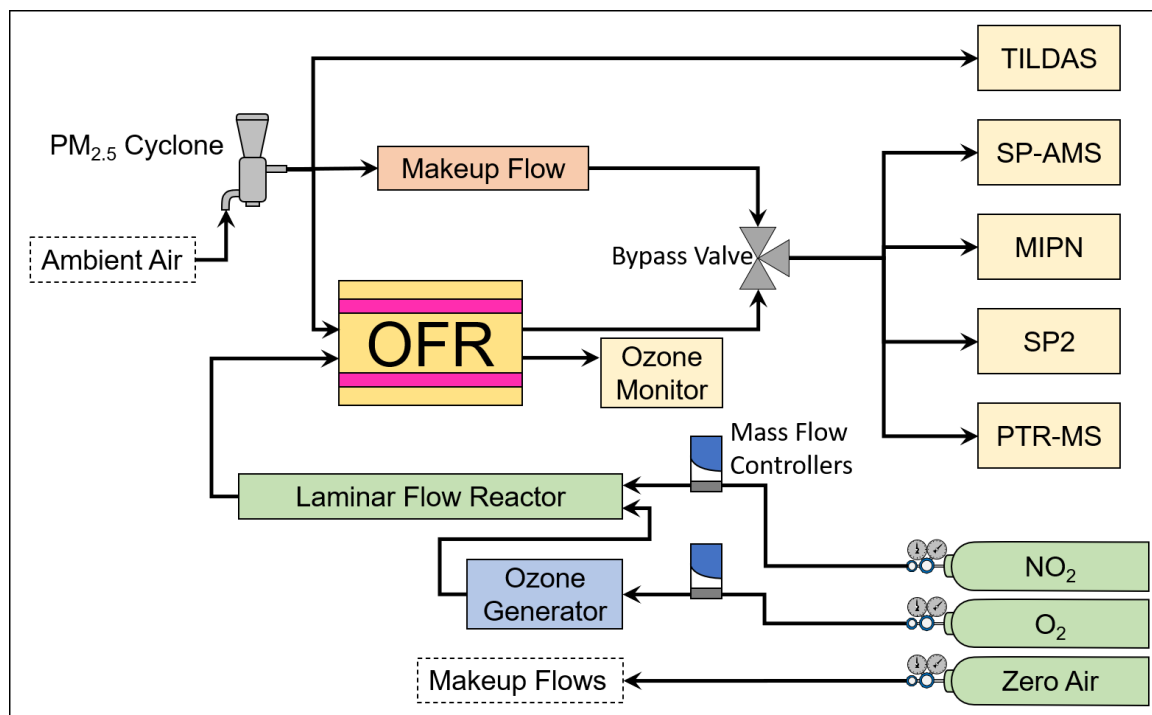 TILDAS
PM2.5 Cyclone
SP-AMS
Makeup Flow
Ambient Air
Bypass Valve
MIPN
OFR
SP2
Ozone
Monitor
PTR-MS
Mass Flow
Controllers
Laminar Flow Reactor
NO2
Ozone
Generator
O2
Makeup Flows
Zero Air